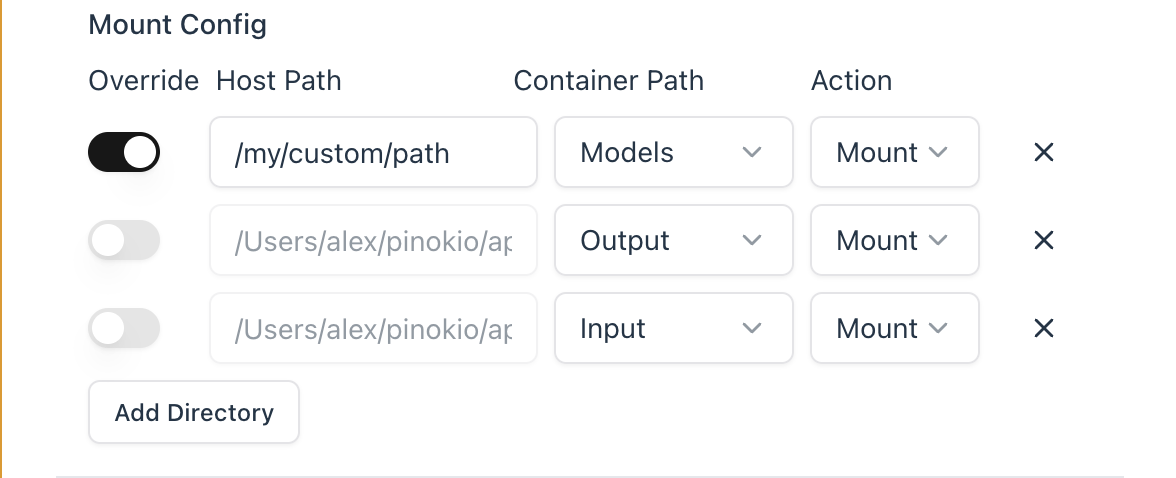 Mount Config
Override Host Path Container Path Action
/my/custom/path Models Mount
/Users/alex/pinokio/ap Output Mount
/Users/alex/pinokio/ap Input Mount
Add Directory